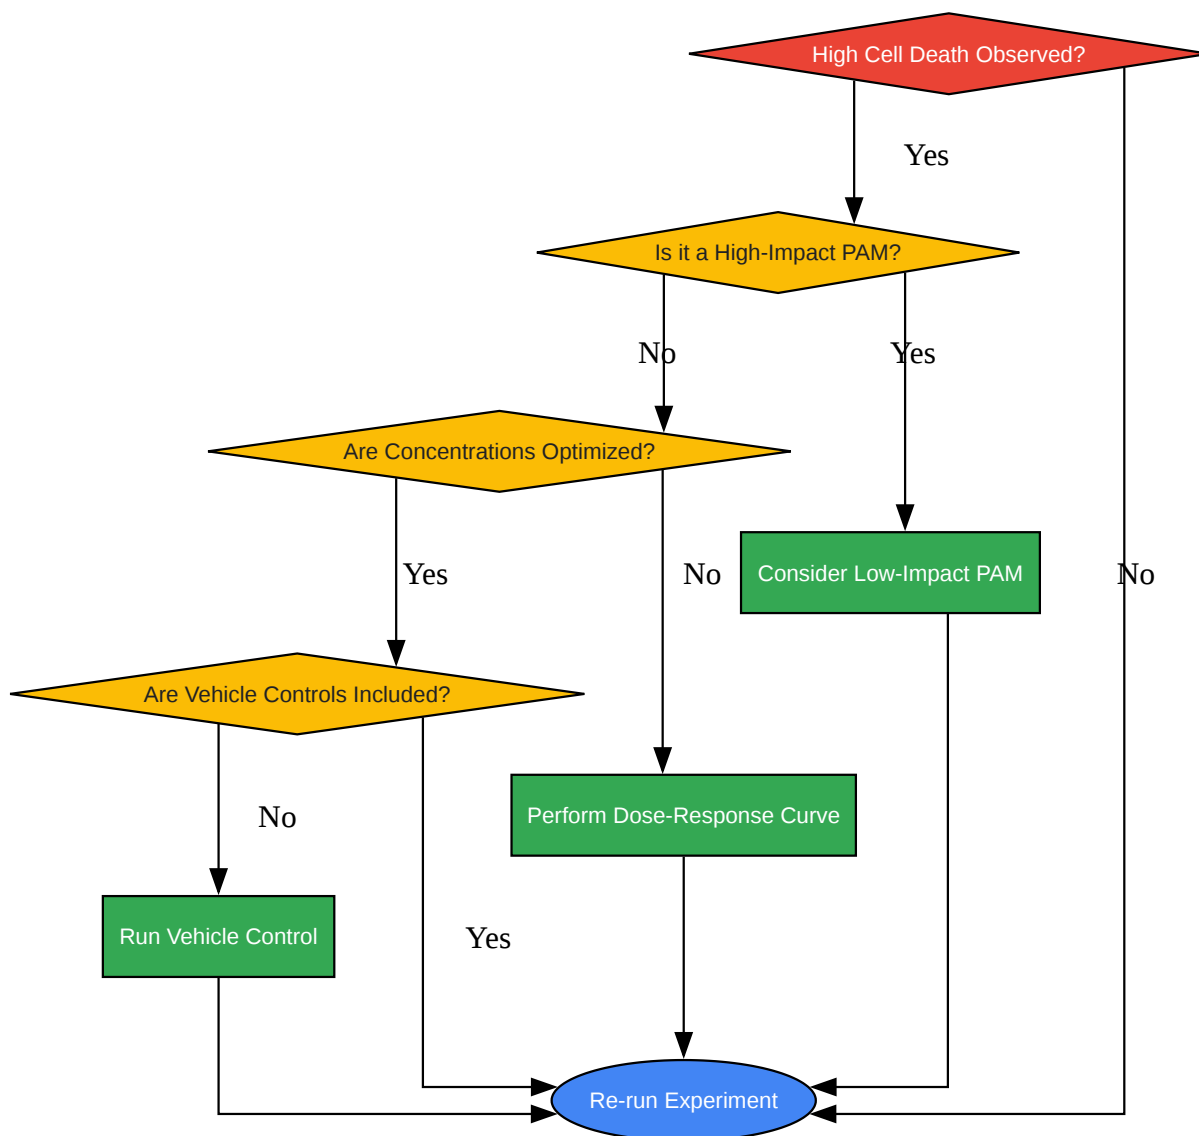 High Cell Death Observed?
Yes
Is it a High-Impact PAM?
No
Yes
Are Concentrations Optimized?
Yes
No
Consider Low-Impact PAM
No
Are Vehicle Controls Included?
No
Perform Dose-Response Curve
Run Vehicle Control
Yes
Re-run Experiment